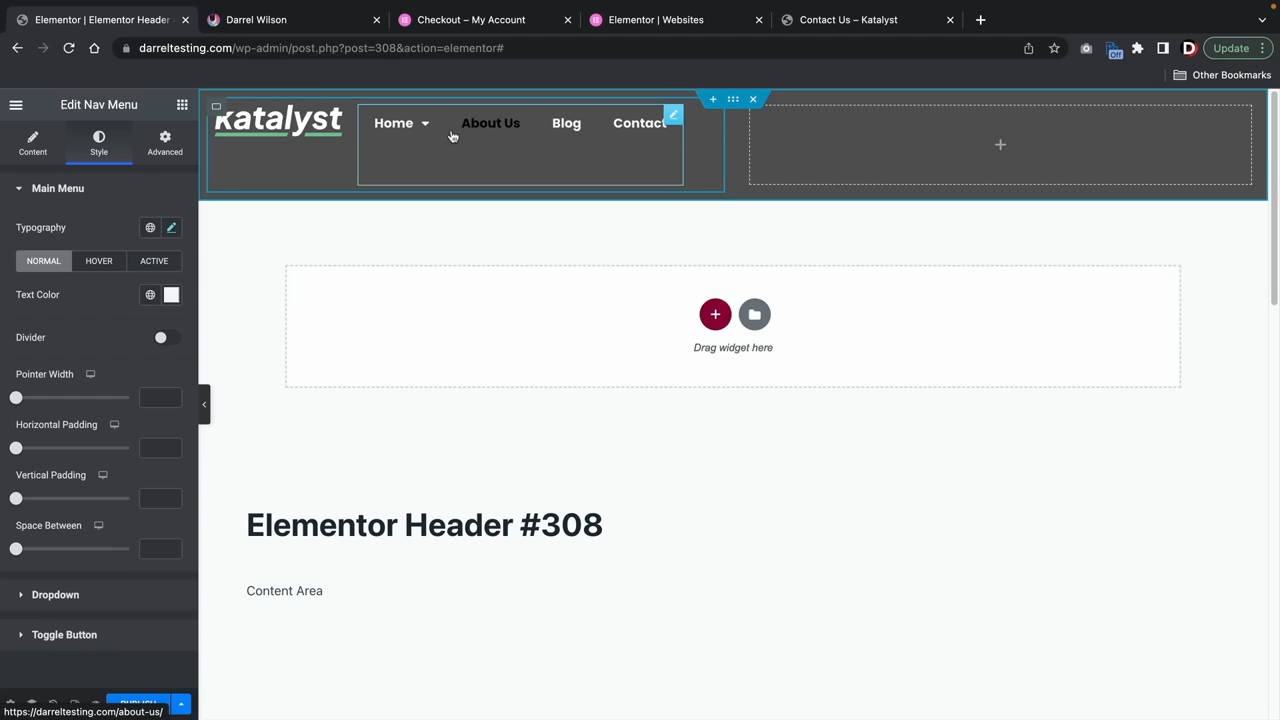 Elementor | Elementor Header
Darrel Wilson
Checkout – My Account
Elementor | Websites
Contact Us – Katalyst
darreltesting.com/wp-admin/post.php?post=308&action=elementor#
Off
D
Update
Other Bookmarks
Edit Nav Menu
Content
Style
Advanced
Main Menu
Typography
NORMAL
HOVER
ACTIVE
Text Color
Divider
Pointer Width
Horizontal Padding
Vertical Padding
Space Between
Dropdown
Toggle Button
PUBLISH
https://darreltesting.com/about-us/
katalyst
Home
About Us
Blog
Contact
Drag widget here
Elementor Header #308
Content Area